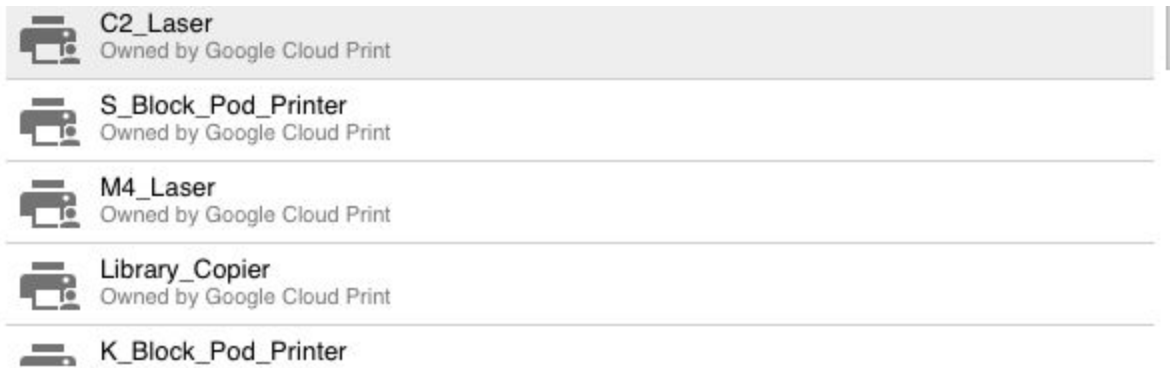 C2_Laser
Owned by Google Cloud Print
S_Block_Pod_Printer
Owned by Google Cloud Print
M4_Laser
Owned by Google Cloud Print
Library_Copier
Owned by Google Cloud Print
K_Block_Pod_Printer